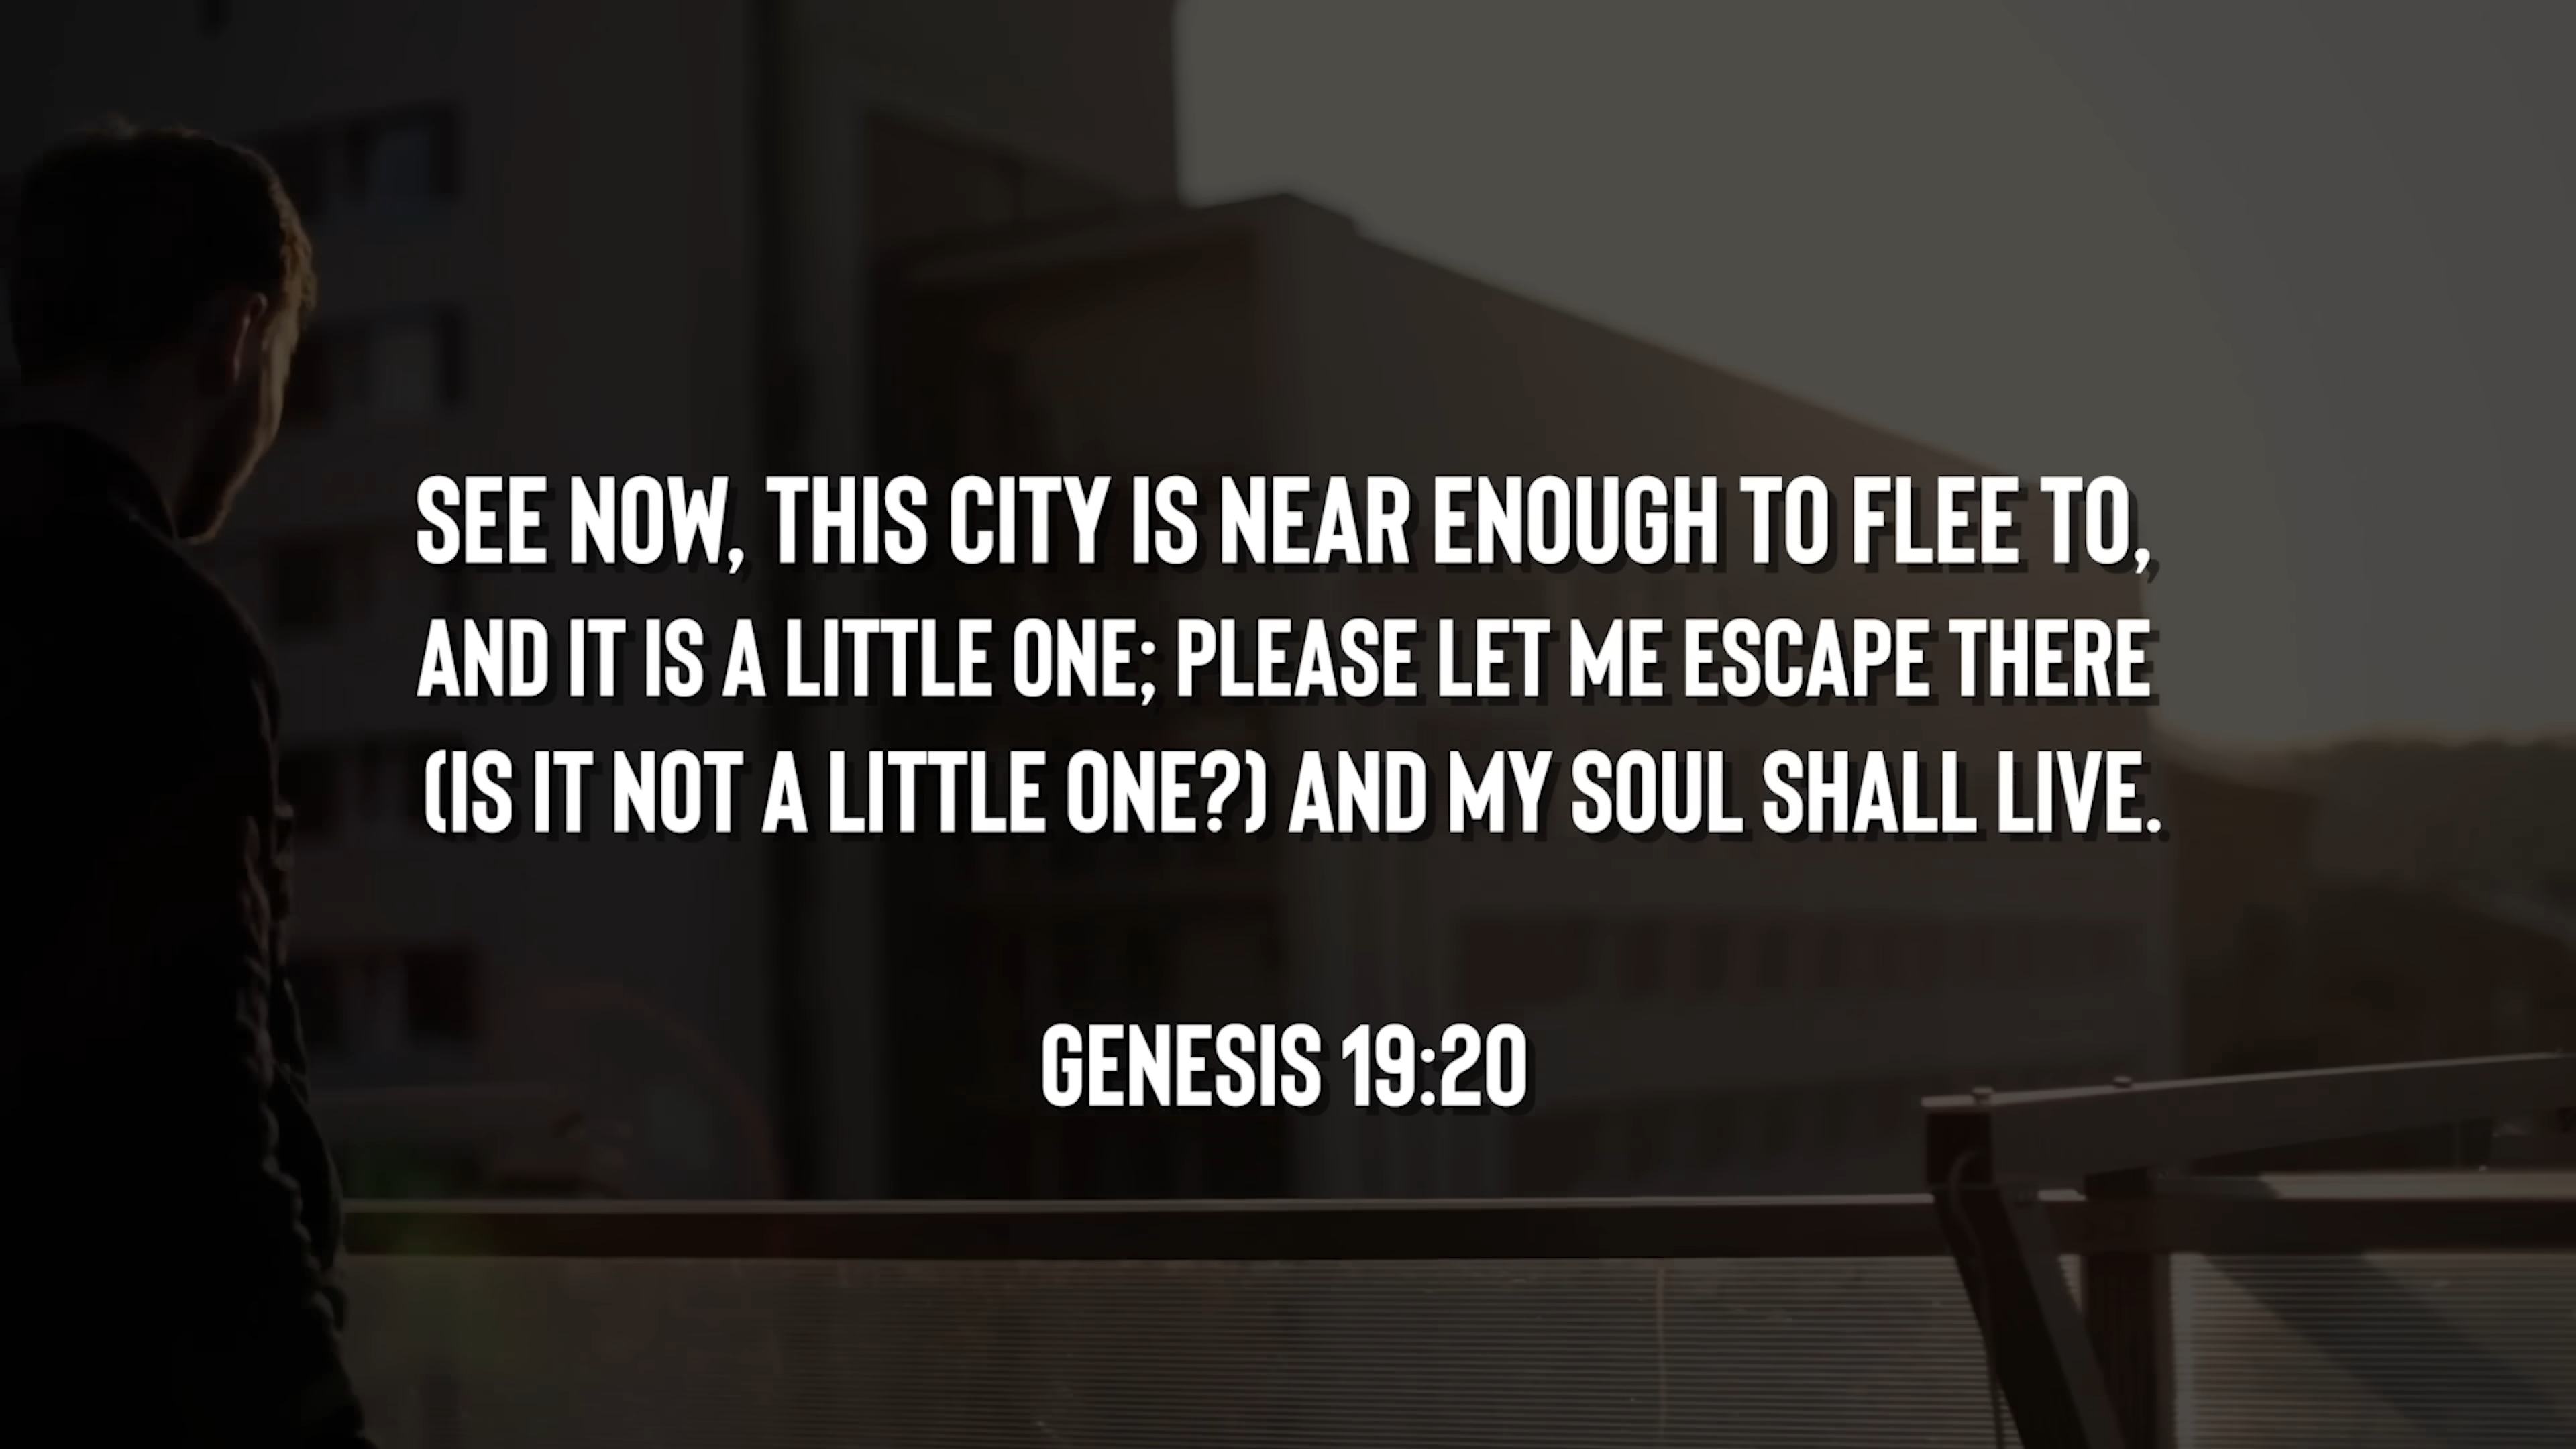 SEE NOW, THIS CITY IS NEAR ENOUGH TO FLEE TO,
AND IT IS A LITTLE ONE; PLEASE LET ME ESCAPE THERE
(IS IT NOT A LITTLE ONE?) AND MY SOUL SHALL LIVE.
GENESIS 19:20